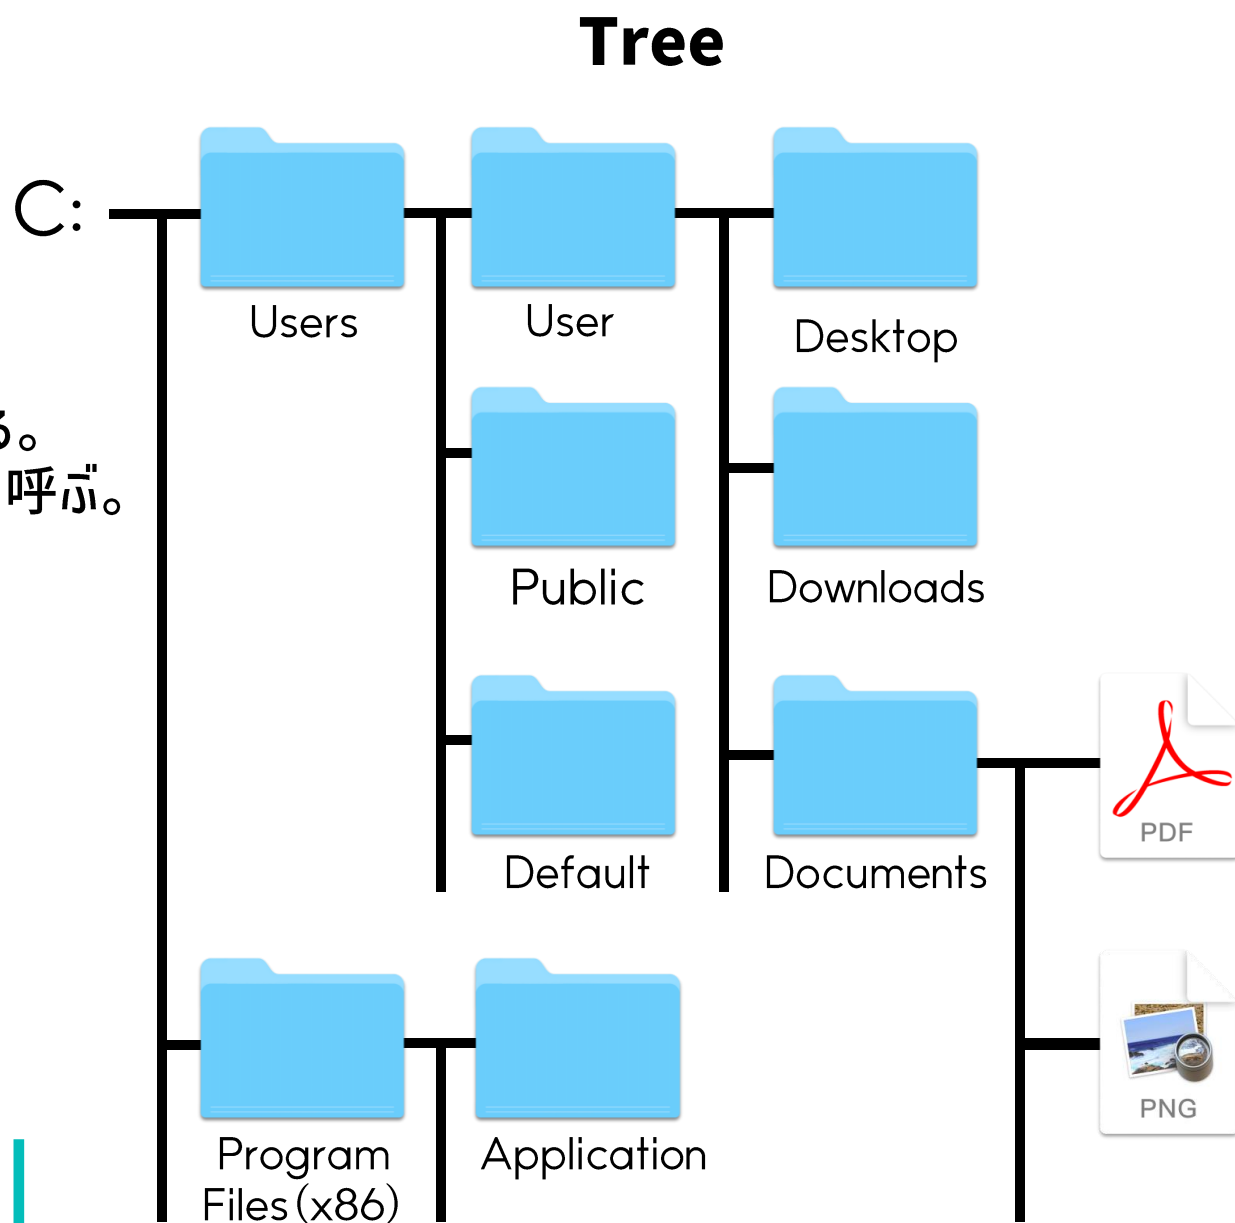 Tree
C:
Users
User
Desktop
る。
呼ぶ。
Public
Downloads
PDF
Default
Documents
PNG
Program
Files(x86)
Application